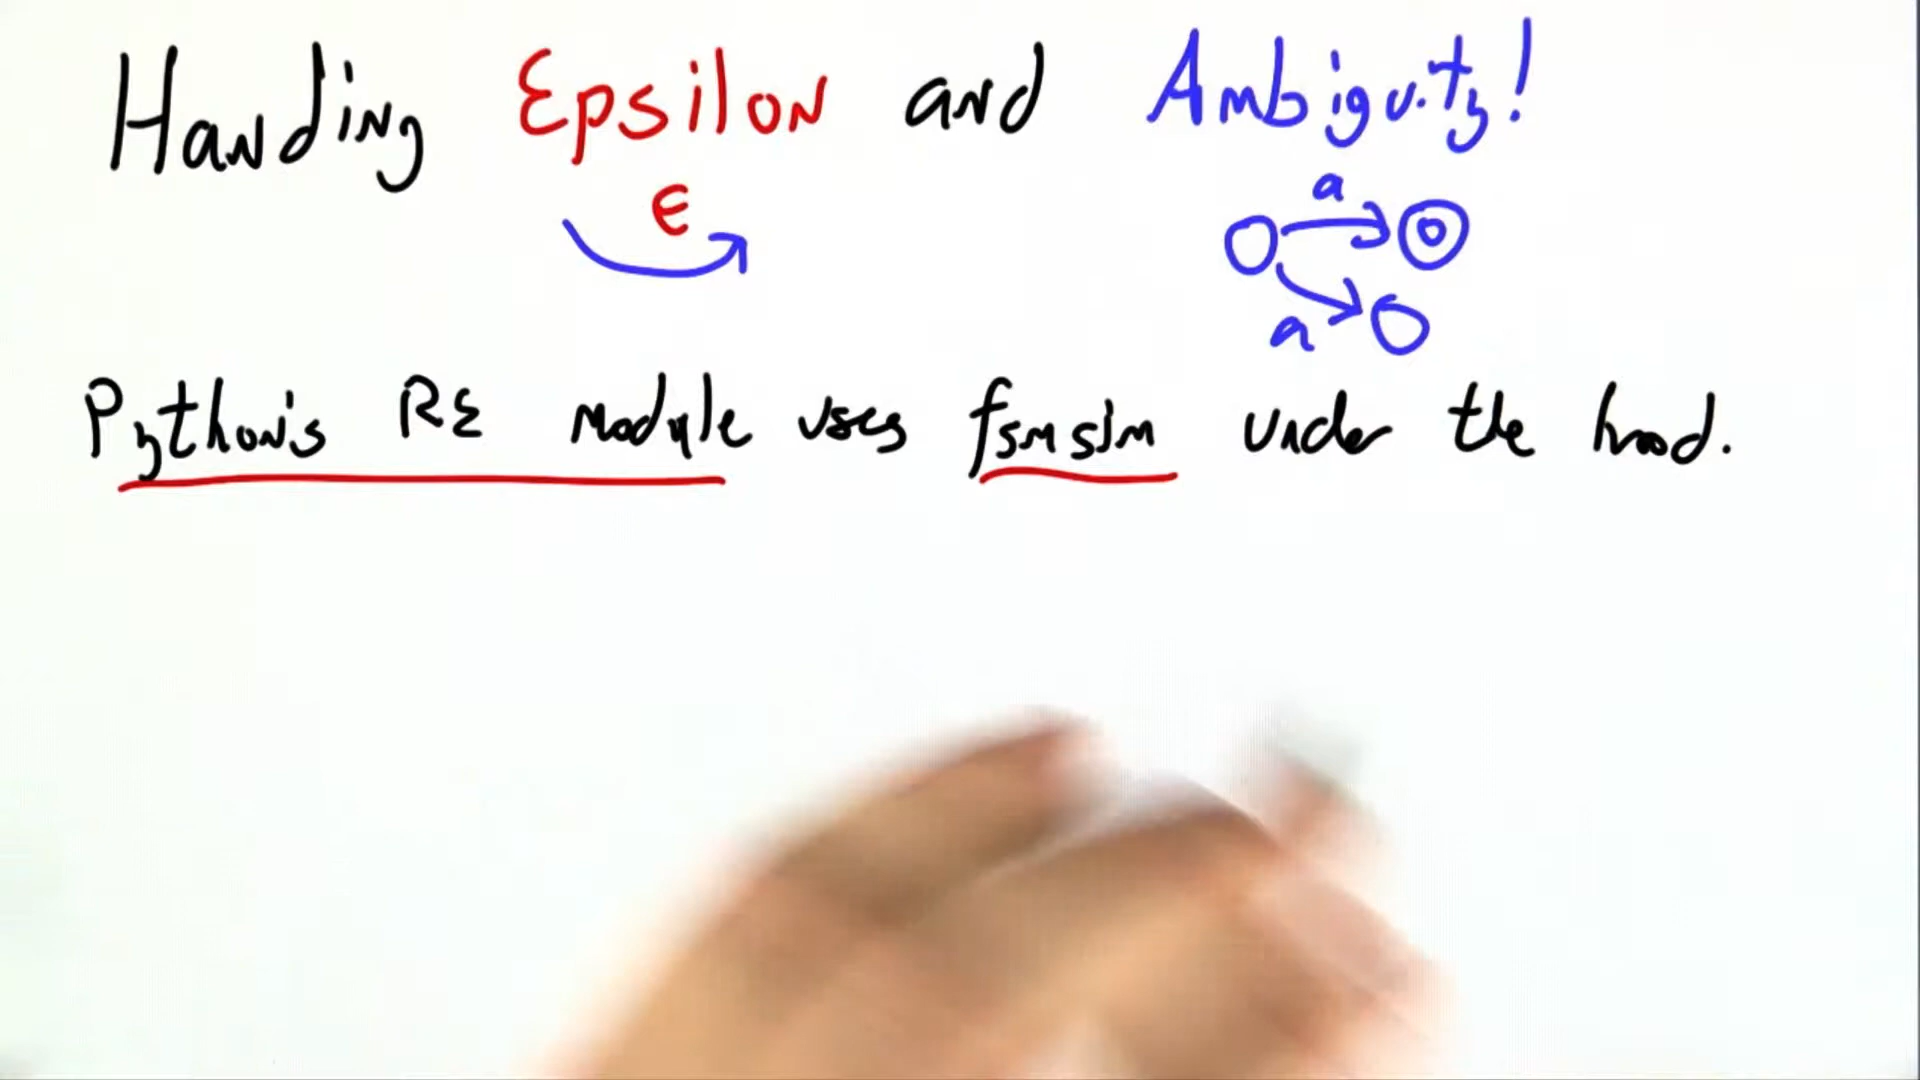 Handing Epsilon and Ambiguity!
ε
a
a
Python's RE module uses fsmsim under the hood.